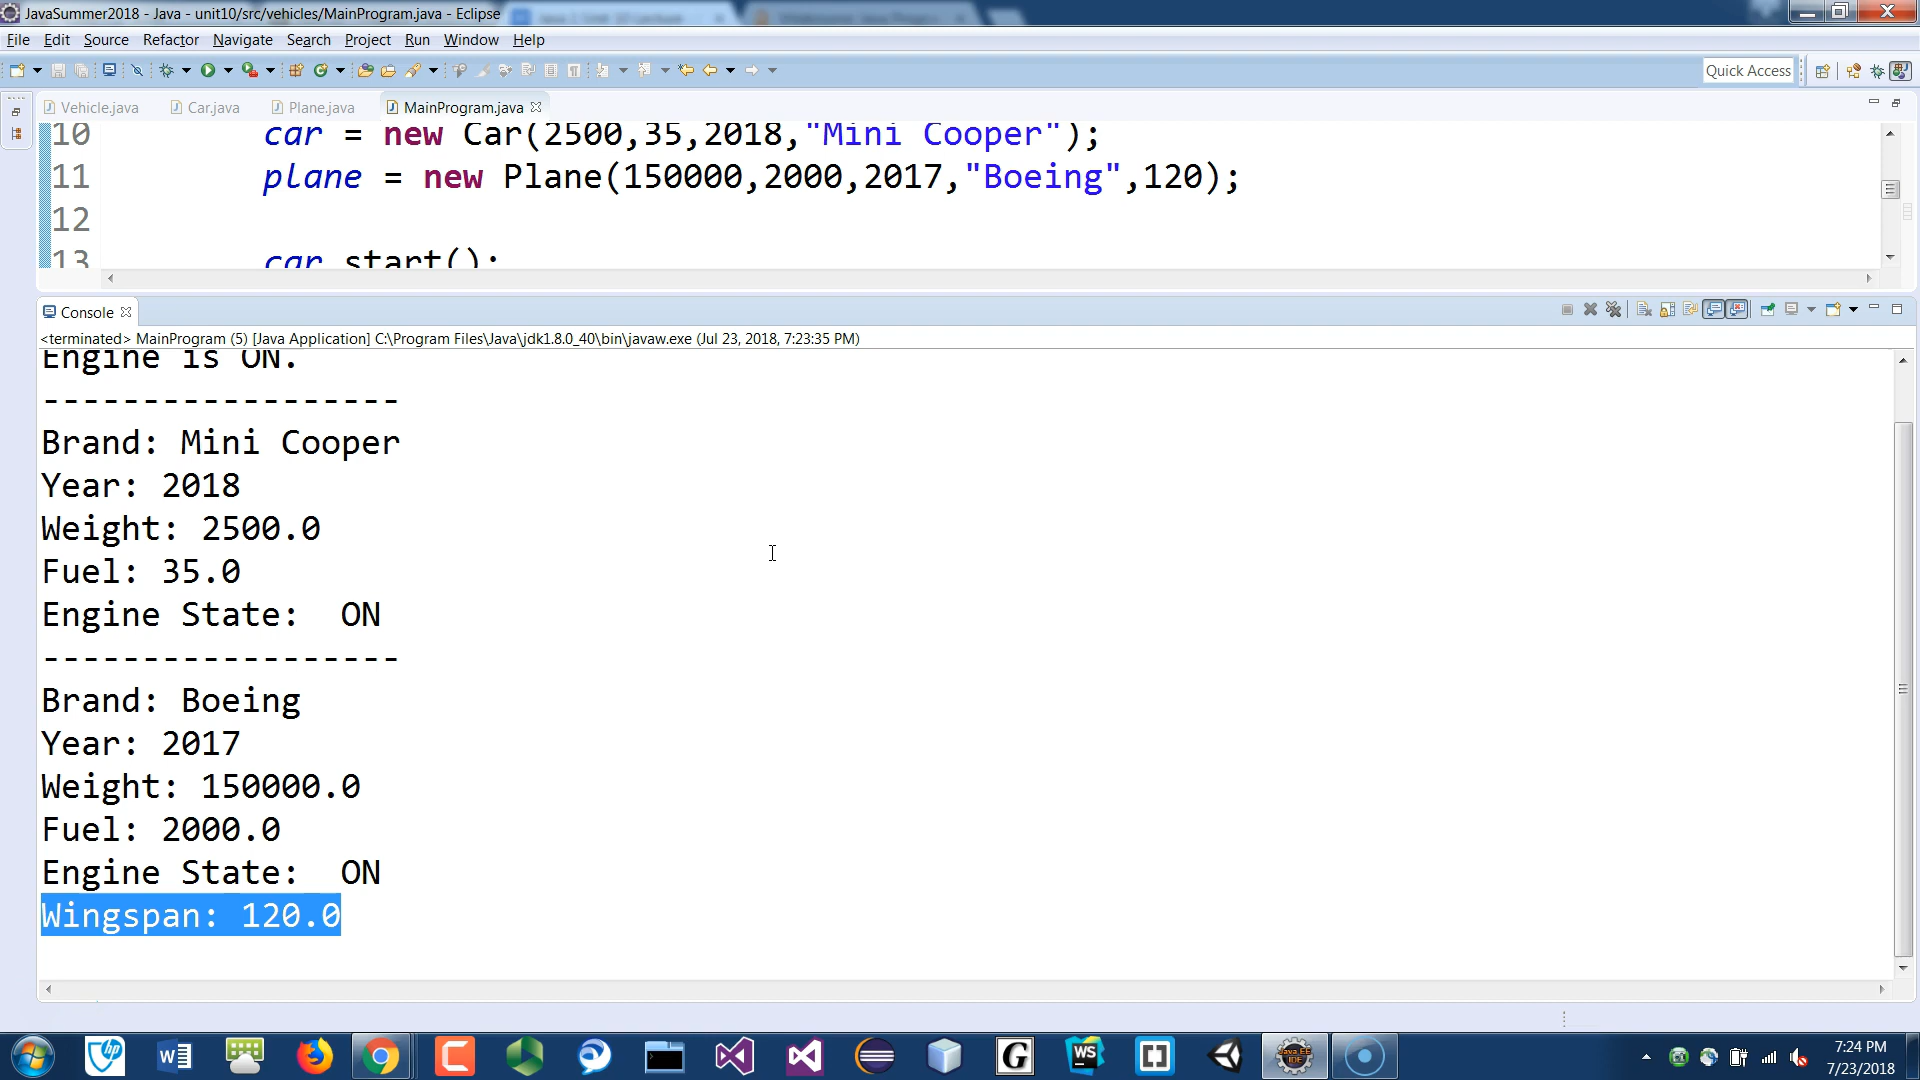 JavaSummer2018 - Java - unit10/src/vehicles/MainProgram.java - Eclipse
File Edit Source Refactor Navigate Search Project Run Window Help
Quick Access
Vehicle.java Car.java Plane.java MainProgram.java
10 car = new Car(2500,35,2018,"Mini Cooper");
11 plane = new Plane(150000,2000,2017,"Boeing",120);
12
13 car start();
Console
<terminated> MainProgram (5) [Java Application] C:\Program Files\Java\jdk1.8.0_40\bin\javaw.exe (Jul 23, 2018, 7:23:35 PM)
Engine is ON.
------------------
Brand: Mini Cooper
Year: 2018
Weight: 2500.0
Fuel: 35.0
Engine State:  ON
------------------
Brand: Boeing
Year: 2017
Weight: 150000.0
Fuel: 2000.0
Engine State:  ON
Wingspan: 120.0
7:24 PM
7/23/2018